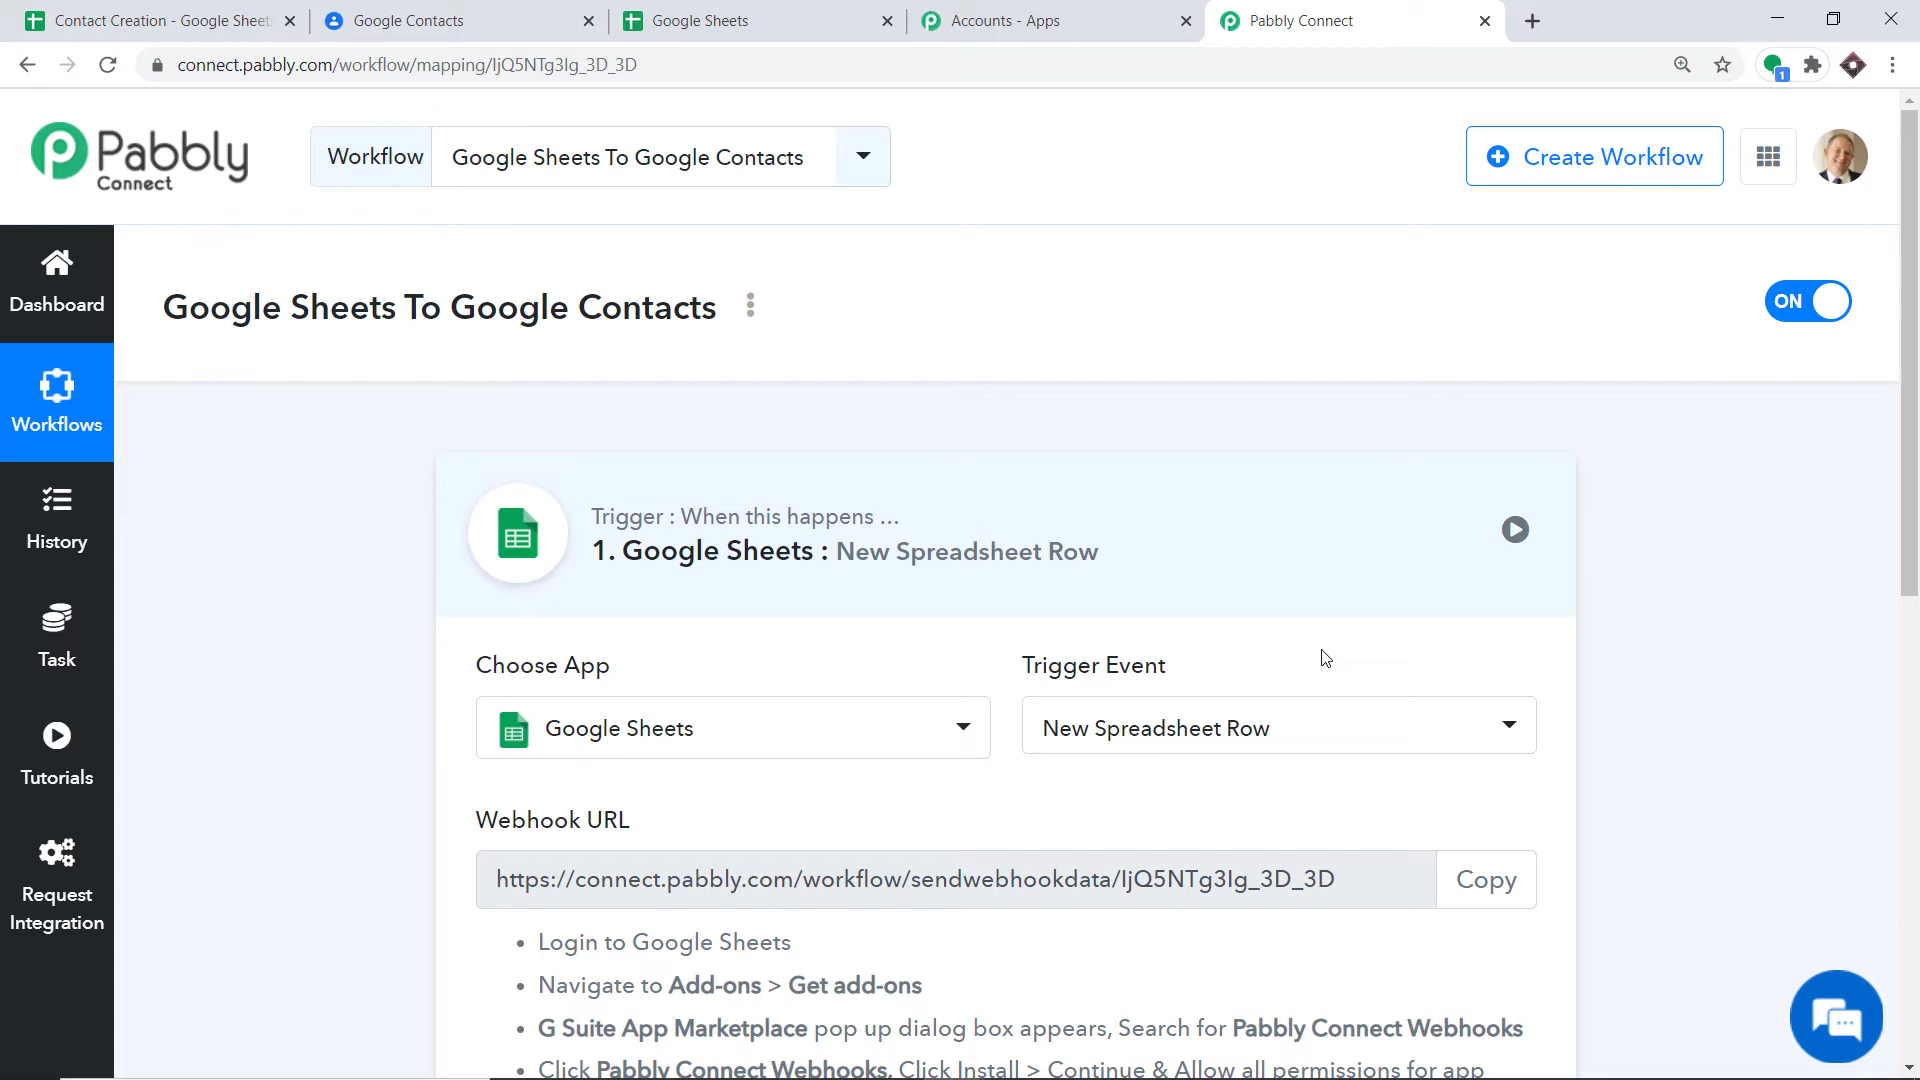 Contact Creation - Google Sheets
Google Contacts
Google Sheets
Accounts - Apps
Pabbly Connect
connect.pabbly.com/workflow/mapping/IjQ5NTg3Ig_3D_3D
1
Pabbly
Connect
Workflow
Google Sheets To Google Contacts
Create Workflow
Dashboard
Workflows
History
Task
Tutorials
Request
Integration
Google Sheets To Google Contacts
ON
Trigger : When this happens ...
1. Google Sheets : New Spreadsheet Row
Choose App
Trigger Event
Google Sheets
New Spreadsheet Row
Webhook URL
https://connect.pabbly.com/workflow/sendwebhookdata/IjQ5NTg3Ig_3D_3D
Copy
• Login to Google Sheets
• Navigate to Add-ons > Get add-ons
• G Suite App Marketplace pop up dialog box appears, Search for Pabbly Connect Webhooks
• Click Pabbly Connect Webhooks, Click Install > Continue & Allow all permissions for app